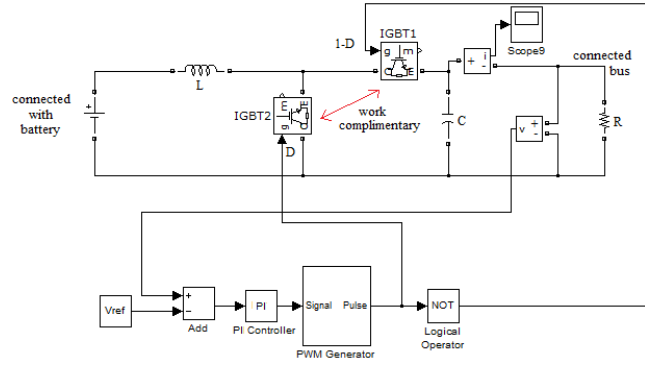 IGBT1
1-D
g m
C E
Scope9
connected
bus
+ i
-
L
connected
with
battery
+
IGBT2
m
g
C
E
work
complimentary
C
D
v
+
-
R
Vref
+
−
Add
PI
PI Controller
Signal Pulse
PWM Generator
NOT
Logical
Operator